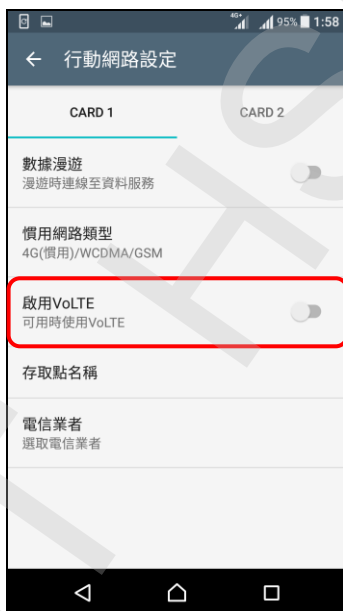 4G+ 95% 1:58
行動網路設定
CARD 1 CARD 2
數據漫遊
漫遊時連線至資料服務
慣用網路類型
4G(慣用)/WCDMA/GSM
啟用VoLTE
可用時使用VoLTE
存取點名稱
電信業者
選取電信業者